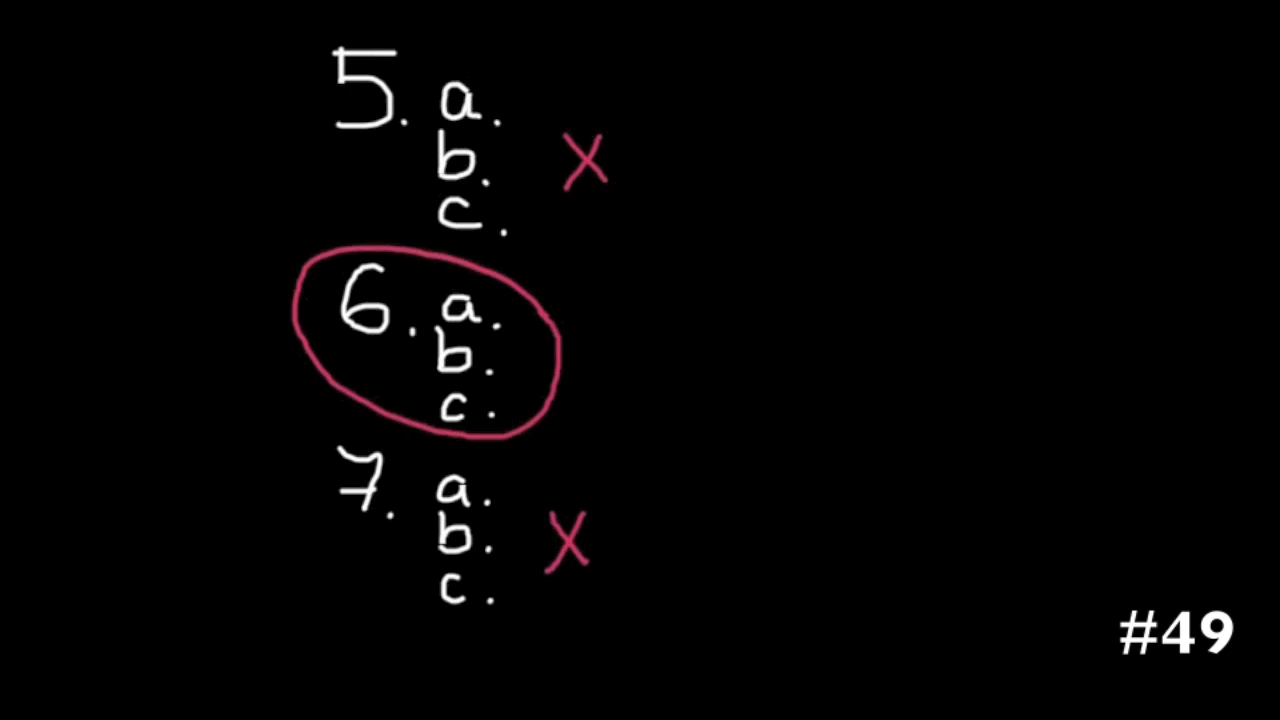 5. a.
b. X
c.
6. a.
b.
c.
7. a.
b. X
c.
#49